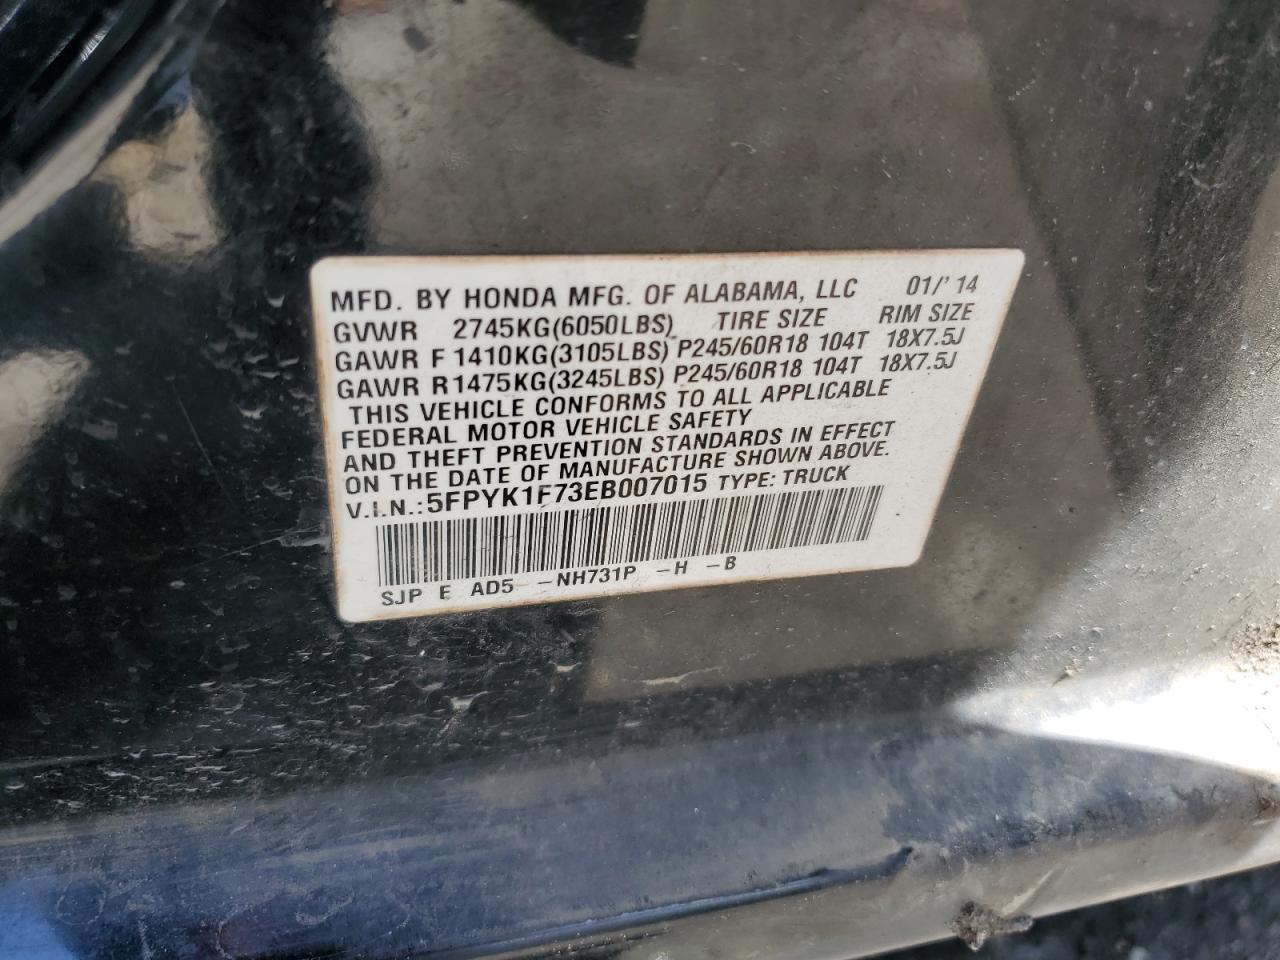 MFD. BY HONDA MFG. OF ALABAMA, LLC 01/'14
GVWR 2745KG(6050LBS) TIRE SIZE RIM SIZE
GAWR F 1410KG(3105LBS) P245/60R18 104T 18X7.5J
GAWR R1475KG(3245LBS) P245/60R18 104T 18X7.5J
THIS VEHICLE CONFORMS TO ALL APPLICABLE
FEDERAL MOTOR VEHICLE SAFETY
AND THEFT PREVENTION STANDARDS IN EFFECT
ON THE DATE OF MANUFACTURE SHOWN ABOVE.
V.I.N.:5FPYK1F73EB007015 TYPE: TRUCK
SJP E AD5 -NH731P -H -B